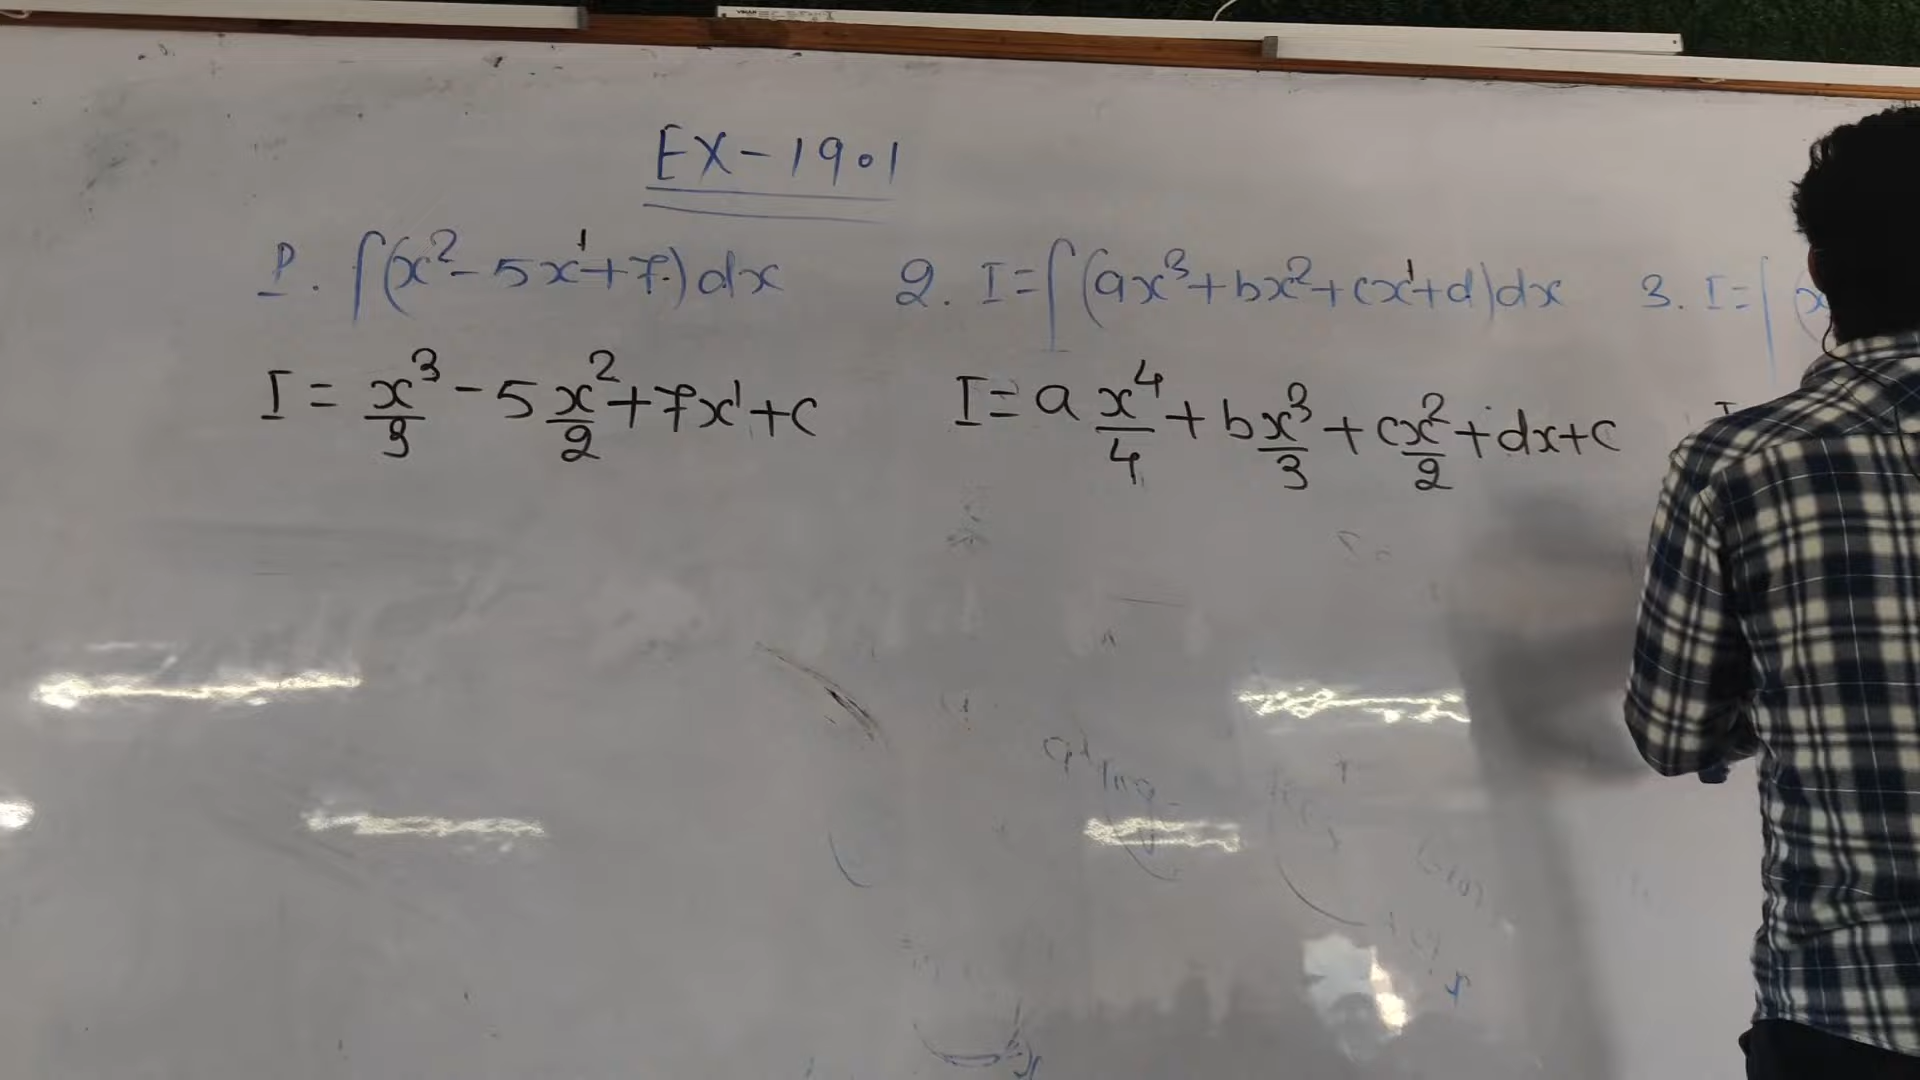 EX-19.1
1. ∫(x² - 5x¹ + 7)dx 2. I = ∫(ax³ + bx² + cx¹ + d)dx 3. I = ∫(x
I = x³/3 - 5 x²/2 + 7x¹ + c I = a x⁴/4 + b x³/3 + c x²/2 + dx + c